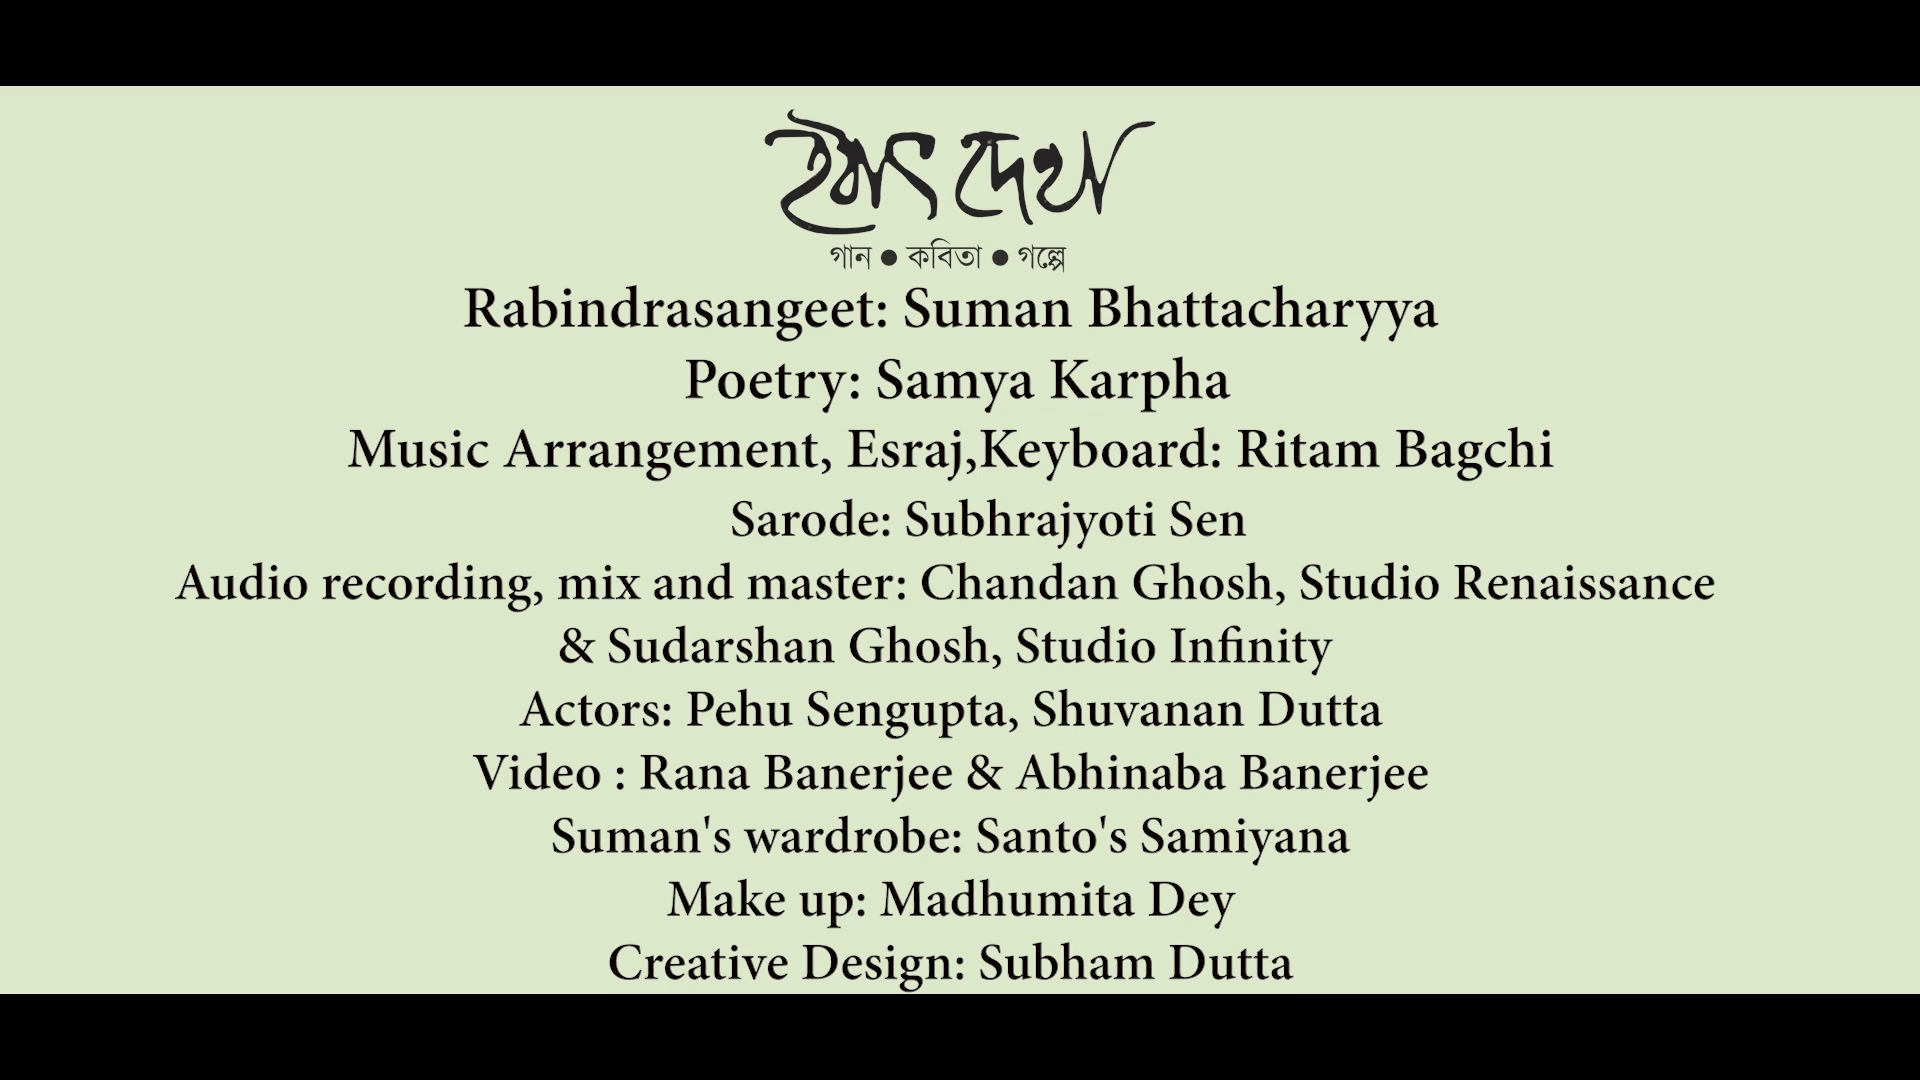 হঠাৎ দেখা
গান ● কবিতা ● গল্পে
Rabindrasangeet: Suman Bhattacharyya
Poetry: Samya Karpha
Music Arrangement, Esraj,Keyboard: Ritam Bagchi
Sarode: Subhrajyoti Sen
Audio recording, mix and master: Chandan Ghosh, Studio Renaissance
& Sudarshan Ghosh, Studio Infinity
Actors: Pehu Sengupta, Shuvanan Dutta
Video : Rana Banerjee & Abhinaba Banerjee
Suman's wardrobe: Santo's Samiyana
Make up: Madhumita Dey
Creative Design: Subham Dutta